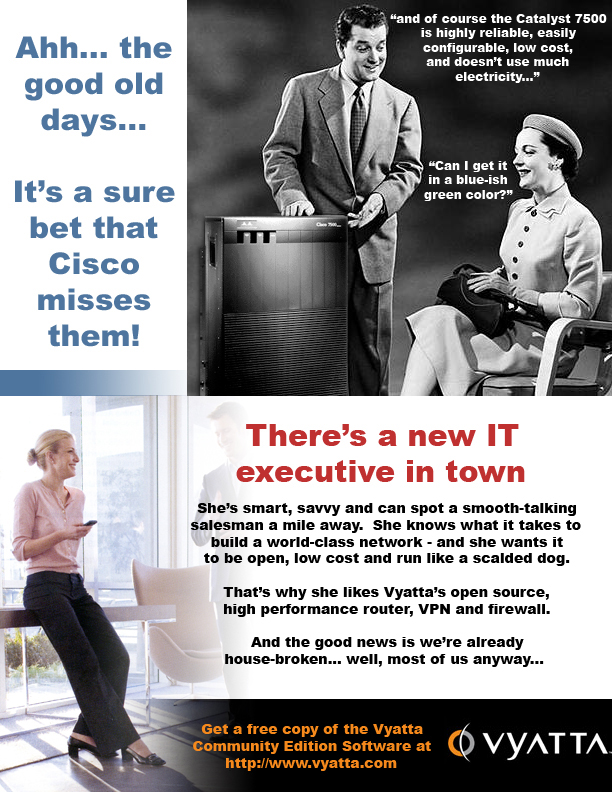 Ahh... the
good old
days...
It's a sure
bet that
Cisco
misses
them!
“and of course the Catalyst 7500
is highly reliable, easily
configurable, low cost,
and doesn't use much
electricity...”
“Can I get it
in a blue-ish
green color?”
Cisco 7500
There's a new IT
executive in town
She's smart, savvy and can spot a smooth-talking
salesman a mile away.  She knows what it takes to
build a world-class network - and she wants it
to be open, low cost and run like a scalded dog.
That's why she likes Vyatta's open source,
high performance router, VPN and firewall.
And the good news is we're already
house-broken... well, most of us anyway...
Get a free copy of the Vyatta
Community Edition Software at
http://www.vyatta.com
VYATTA